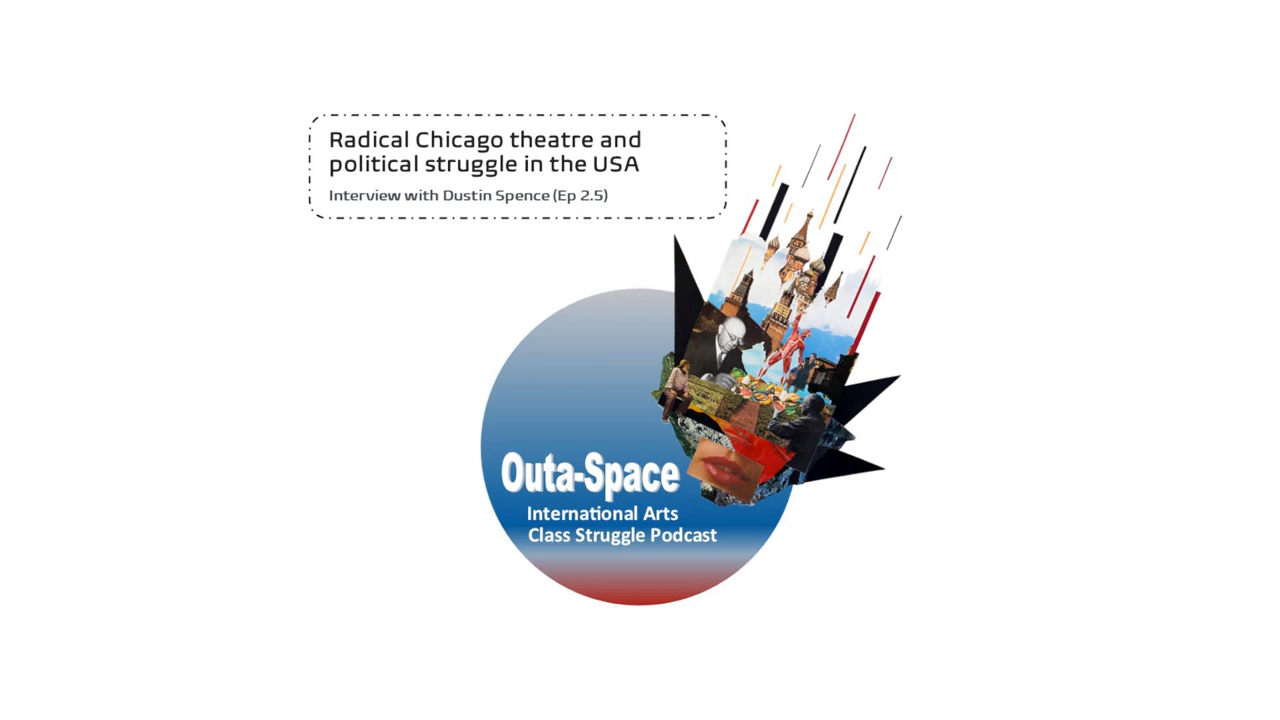 Radical Chicago theatre and
political struggle in the USA
Interview with Dustin Spence (Ep 2.5)
Outa-Space
International Arts
Class Struggle Podcast